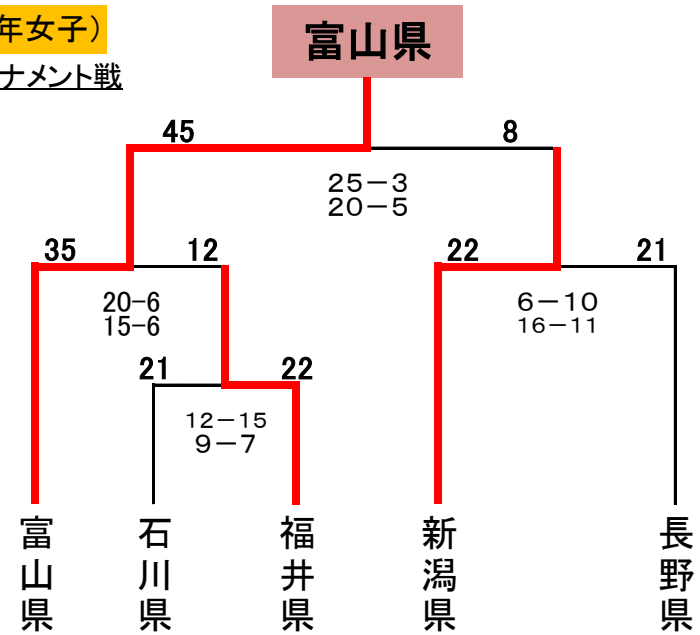 年女子）
富山県
ナメント戦
45
8
25－3
20－5
35
12
22
21
20-6
15-6
6－10
16－11
21
22
12－15
9－7
富山県
石川県
福井県
新潟県
長野県